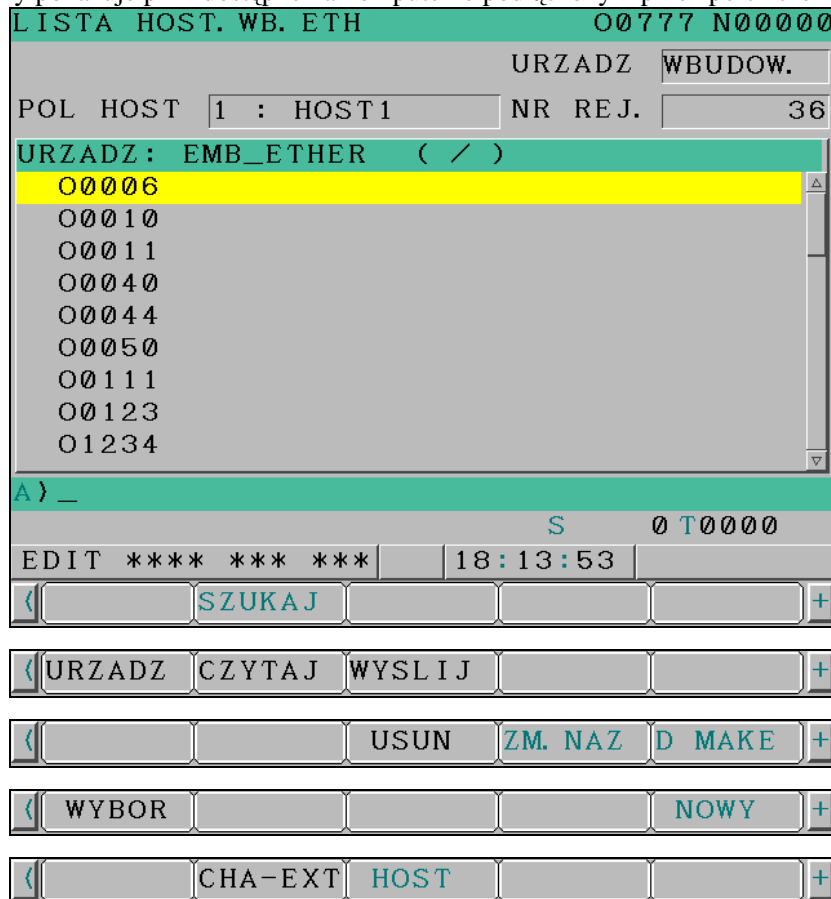 LISTA HOST. WB. ETH O0777 N00000
URZADZ WBUDOW.
POL HOST 1 : HOST1 NR REJ. 36
URZADZ: EMB_ETHER ( / )
O0006
O0010
O0011
O0040
O0044
O0050
O0111
O0123
O1234
A)_
S 0 T0000
EDIT **** *** *** 18:13:53
SZUKAJ +
URZADZ CZYTAJ WYSLIJ +
USUN ZM. NAZ D MAKE +
WYBOR NOWY +
CHA-EXT HOST +